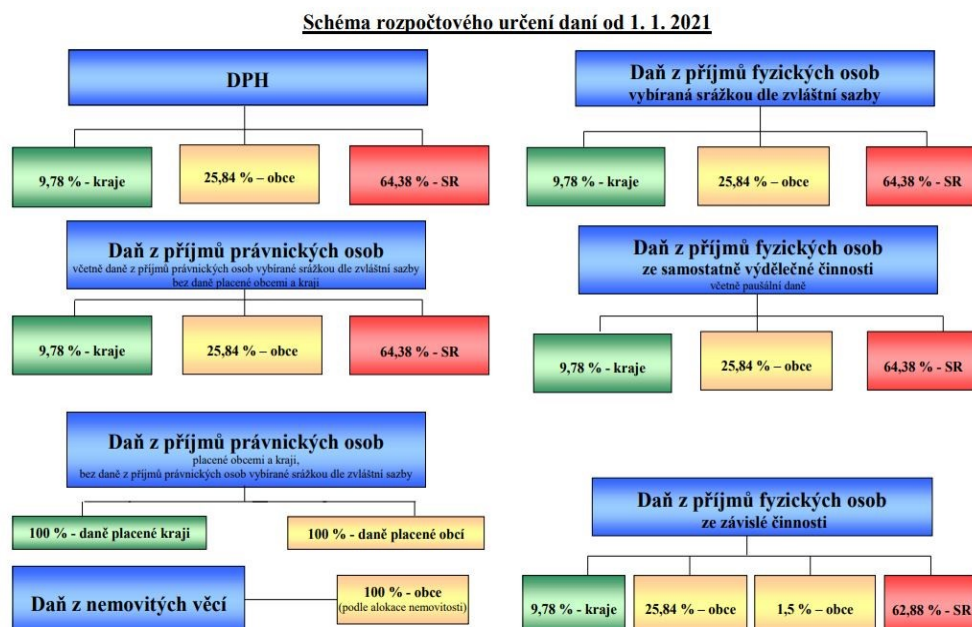 Schéma rozpočtového určení daní od 1. 1. 2021
DPH
9,78 % - kraje
25,84 % – obce
64,38 % - SR
Daň z příjmů fyzických osob
vybíraná srážkou dle zvláštní sazby
9,78 % - kraje
25,84 % – obce
64,38 % - SR
Daň z příjmů právnických osob
včetně daně z příjmů právnických osob vybírané srážkou dle zvláštní sazby
bez daně placené obcemi a kraji
9,78 % - kraje
25,84 % – obce
64,38 % - SR
Daň z příjmů fyzických osob
ze samostatně výdělečné činnosti
včetně paušální daně
9,78 % - kraje
25,84 % – obce
64,38 % - SR
Daň z příjmů právnických osob
placené obcemi a kraji,
bez daně z příjmů právnických osob vybírané srážkou dle zvláštní sazby
100 % - daně placené kraji
100 % - daně placené obcí
Daň z nemovitých věcí
100 % - obce
(podle alokace nemovitosti)
Daň z příjmů fyzických osob
ze závislé činnosti
9,78 % - kraje
25,84 % – obce
1,5 % – obce
62,88 % - SR